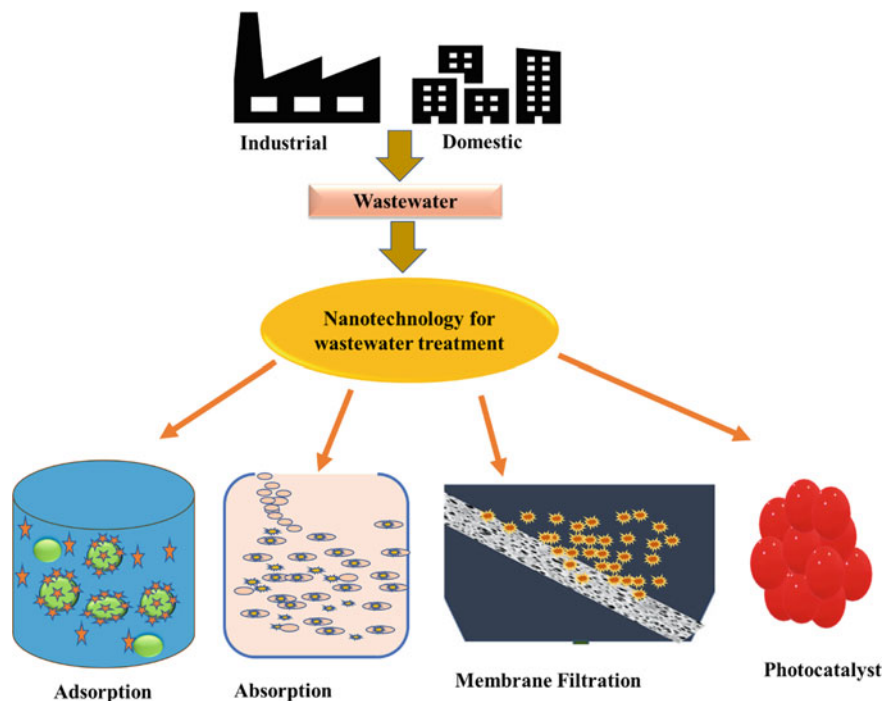 Industrial
Domestic
Wastewater
Nanotechnology for
wastewater treatment
Adsorption
Absorption
Membrane Filtration
Photocatalyst